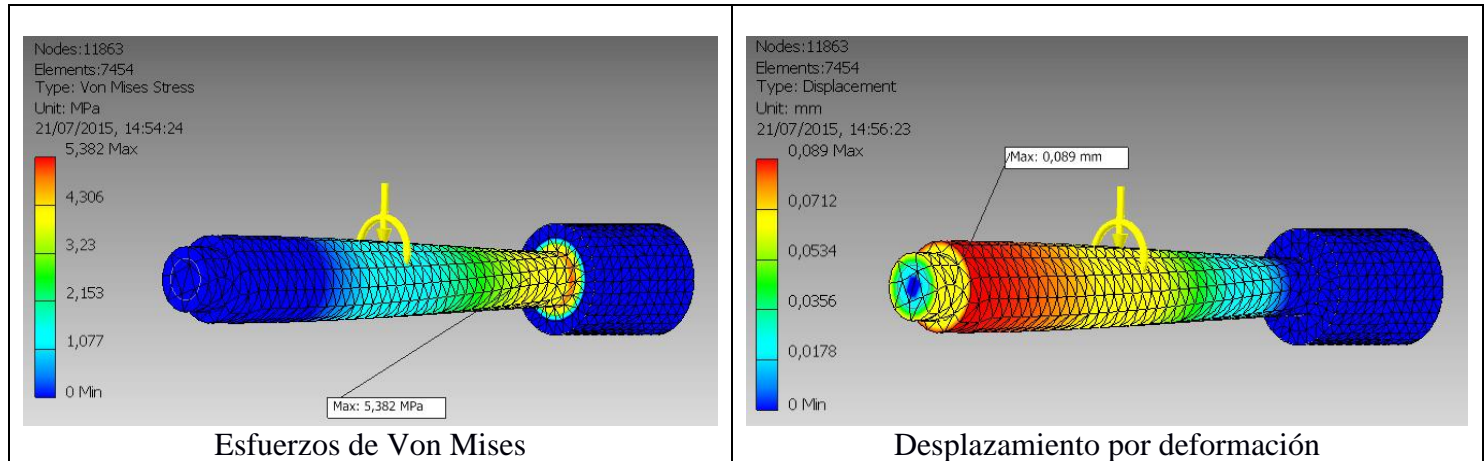 Nodes:11863
Elements:7454
Type: Von Mises Stress
Unit: MPa
21/07/2015, 14:54:24
5,382 Max
4,306
3,23
2,153
1,077
0 Min
Max: 5,382 MPa
Esfuerzos de Von Mises
Nodes:11863
Elements:7454
Type: Displacement
Unit: mm
21/07/2015, 14:56:23
0,089 Max
0,0712
0,0534
0,0356
0,0178
0 Min
Max: 0,089 mm
Desplazamiento por deformación